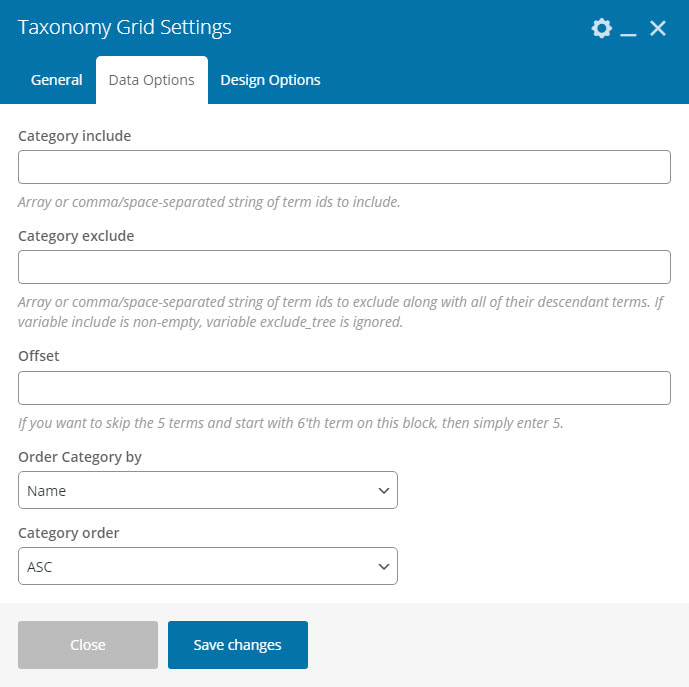 Taxonomy Grid Settings
General Data Options Design Options
Category include
Array or comma/space-separated string of term ids to include.
Category exclude
Array or comma/space-separated string of term ids to exclude along with all of their descendant terms. If
variable include is non-empty, variable exclude_tree is ignored.
Offset
If you want to skip the 5 terms and start with 6'th term on this block, then simply enter 5.
Order Category by
Name
Category order
ASC
Close Save changes